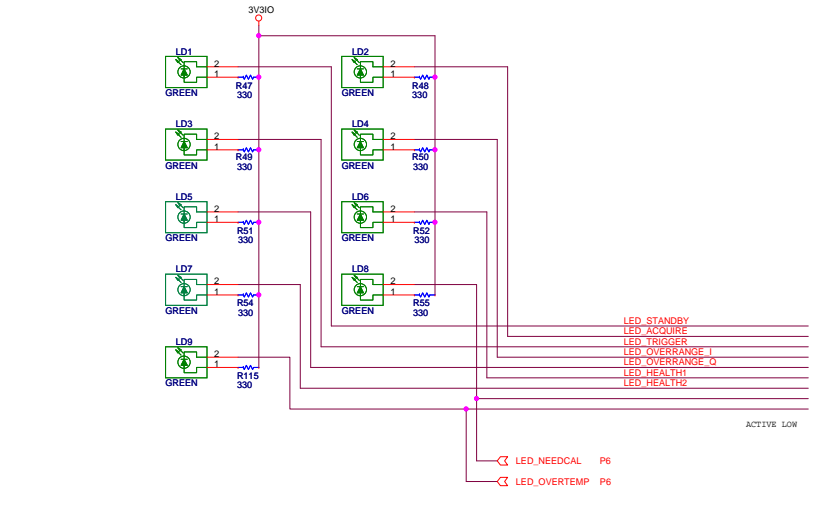 3V3IO
LD1
2
1
GREEN
R47
330
LD2
2
1
GREEN
R48
330
LD3
2
1
GREEN
R49
330
LD4
2
1
GREEN
R50
330
LD5
2
1
GREEN
R51
330
LD6
2
1
GREEN
R52
330
LD7
2
1
GREEN
R54
330
LD8
2
1
GREEN
R55
330
LD9
2
1
GREEN
R115
330
LED_STANDBY
LED_ACQUIRE
LED_TRIGGER
LED_OVERRANGE_I
LED_OVERRANGE_Q
LED_HEALTH1
LED_HEALTH2
ACTIVE LOW
LED_NEEDCAL P6
LED_OVERTEMP P6